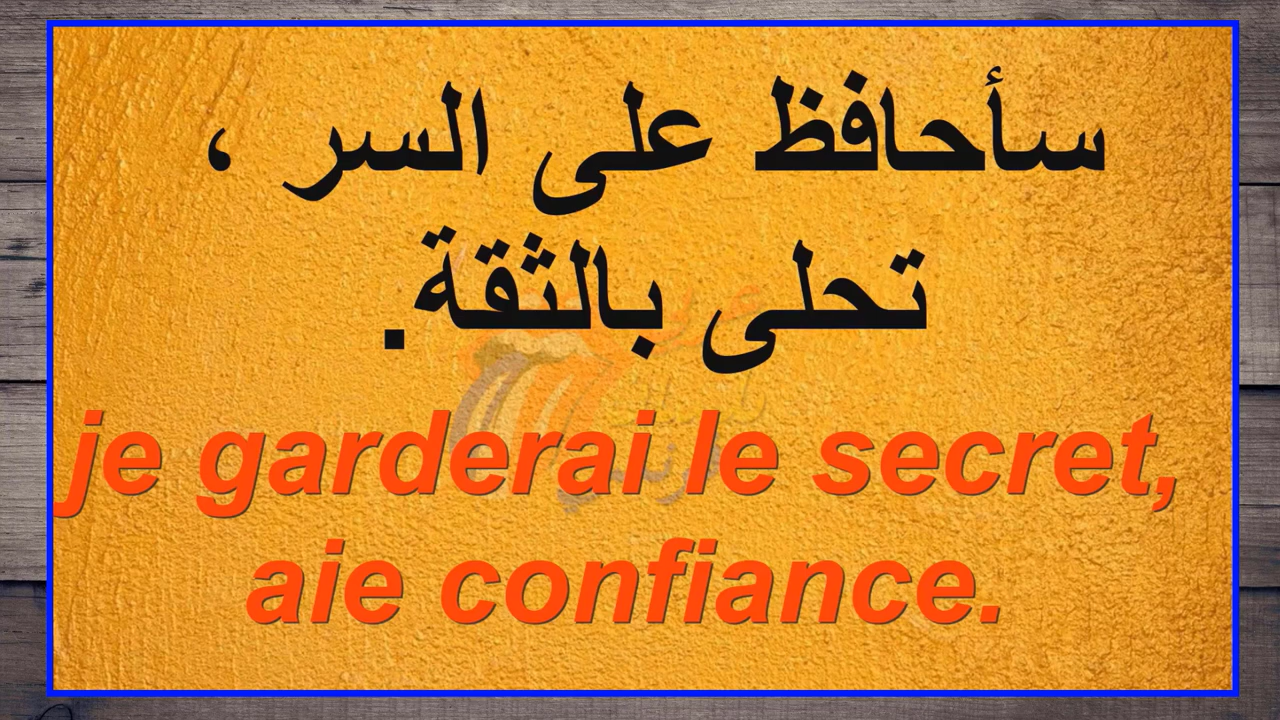 سأحافظ على السر ،
تحلى بالثقة.
je garderai le secret,
aie confiance.